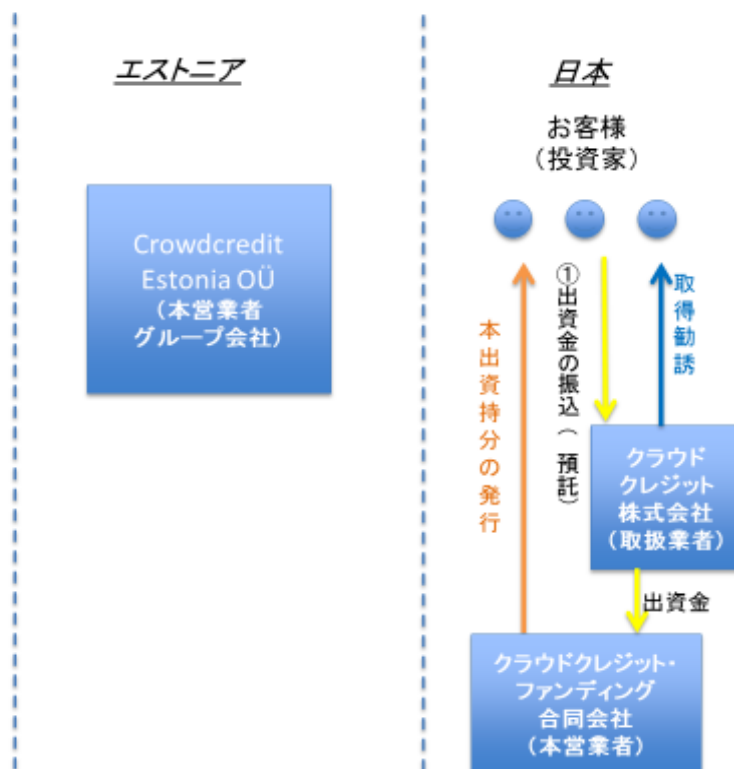 エストニア
日本
お客様
（投資家）
Crowdcredit
Estonia OÜ
（本営業者
グループ会社）
本出資持分の発行
①出資金の振込（預託）
取得勧誘
クラウド
クレジット
株式会社
（取扱業者）
出資金
クラウドクレジット・
ファンディング
合同会社
（本営業者）